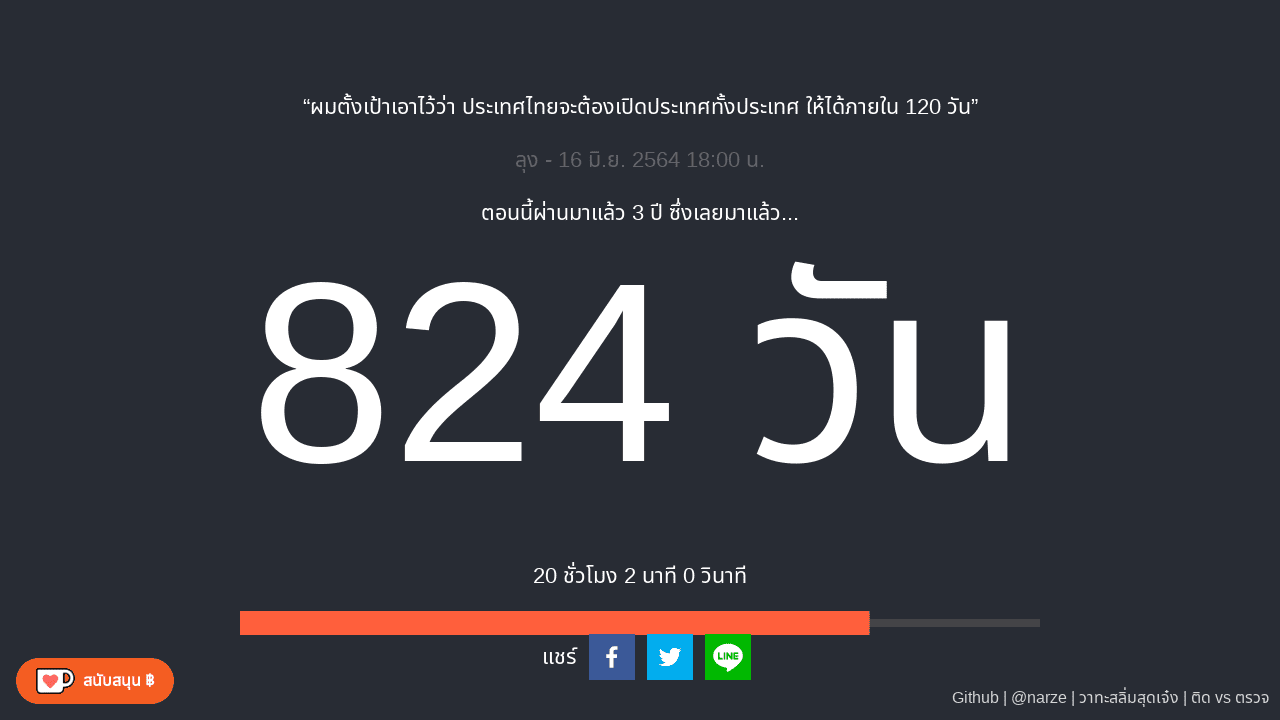 “ผมตั้งเป้าเอาไว้ว่า ประเทศไทยจะต้องเปิดประเทศทั้งประเทศ ให้ได้ภายใน 120 วัน”
ลุง - 16 มิ.ย. 2564 18:00 น.
ตอนนี้ผ่านมาแล้ว 3 ปี ซึ่งเลยมาแล้ว...
824 วัน
20 ชั่วโมง 2 นาที 0 วินาที
แชร์
LINE
สนับสนุน ฿
Github | @narze | วาทะสลิ่มสุดเจ๋ง | ติด vs ตรวจ